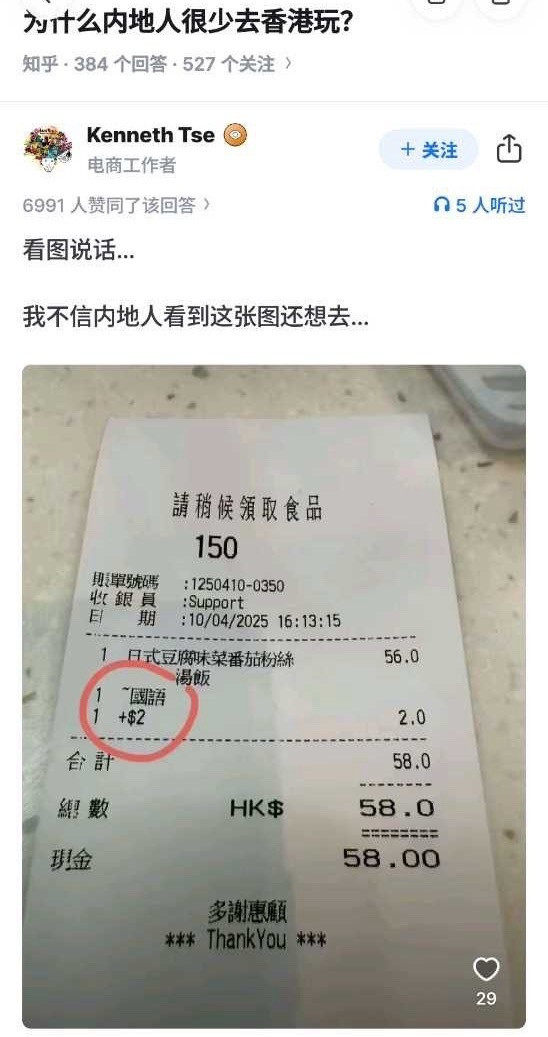 为什么内地人很少去香港玩？
知乎 · 384 个回答 · 527 个关注 〉
Kenneth Tse
+ 关注
电商工作者
6991 人赞同了该回答 〉
5 人听过
看图说话...
我不信内地人看到这张图还想去...
請稍候領取食品
150
賬單號碼 :1250410-0350
收銀員 :Support
日 期 :10/04/2025 16:13:15
1 日式豆腐味菜番茄粉絲 56.0
湯飯
1 ~國語
1 +$2 2.0
合計 58.0
總數 HK$ 58.0
現金 58.00
多謝惠顧
*** ThankYou ***
29